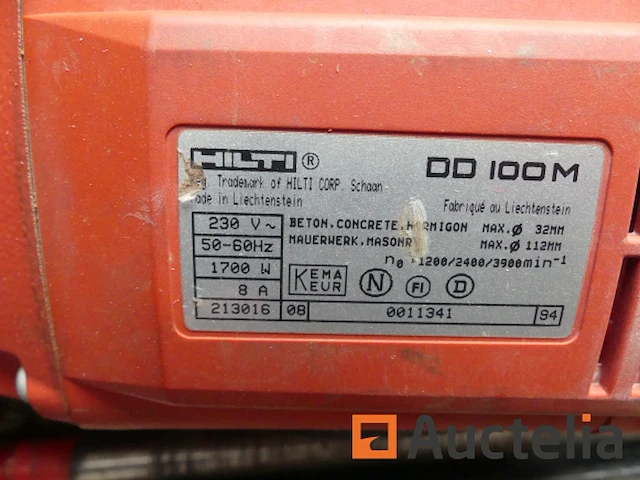 HILTI ® DD 100 M
Reg. Trademark of HILTI CORP. Schaan
Made in Liechtenstein Fabriqué au Liechtenstein
230 V ~ BETON.CONCRETE.HORMIGON MAX.Ø 32MM
50-60Hz MAUERWERK.MASONRY MAX.Ø 112MM
1700 W n₀ 1200/2400/3900min⁻¹
8 A KEMA KEUR N FI D
213016 08 0011341 94
Auctelia